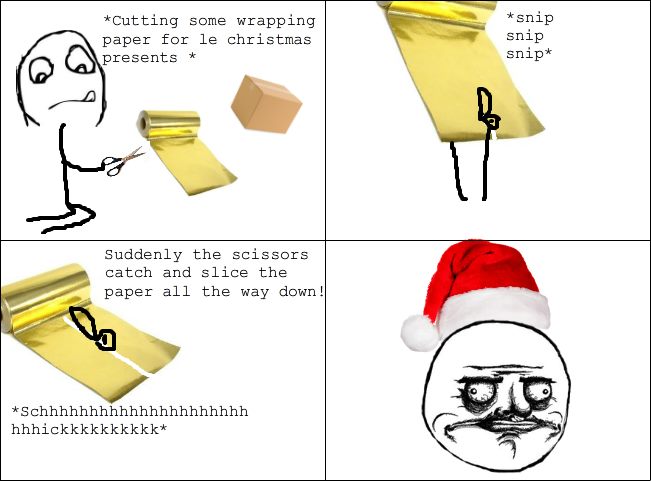 *Cutting some wrapping
paper for le christmas
presents *
*snip
snip
snip*
Suddenly the scissors
catch and slice the
paper all the way down!
*Schhhhhhhhhhhhhhhhhhhhh
hhhickkkkkkkkkk*